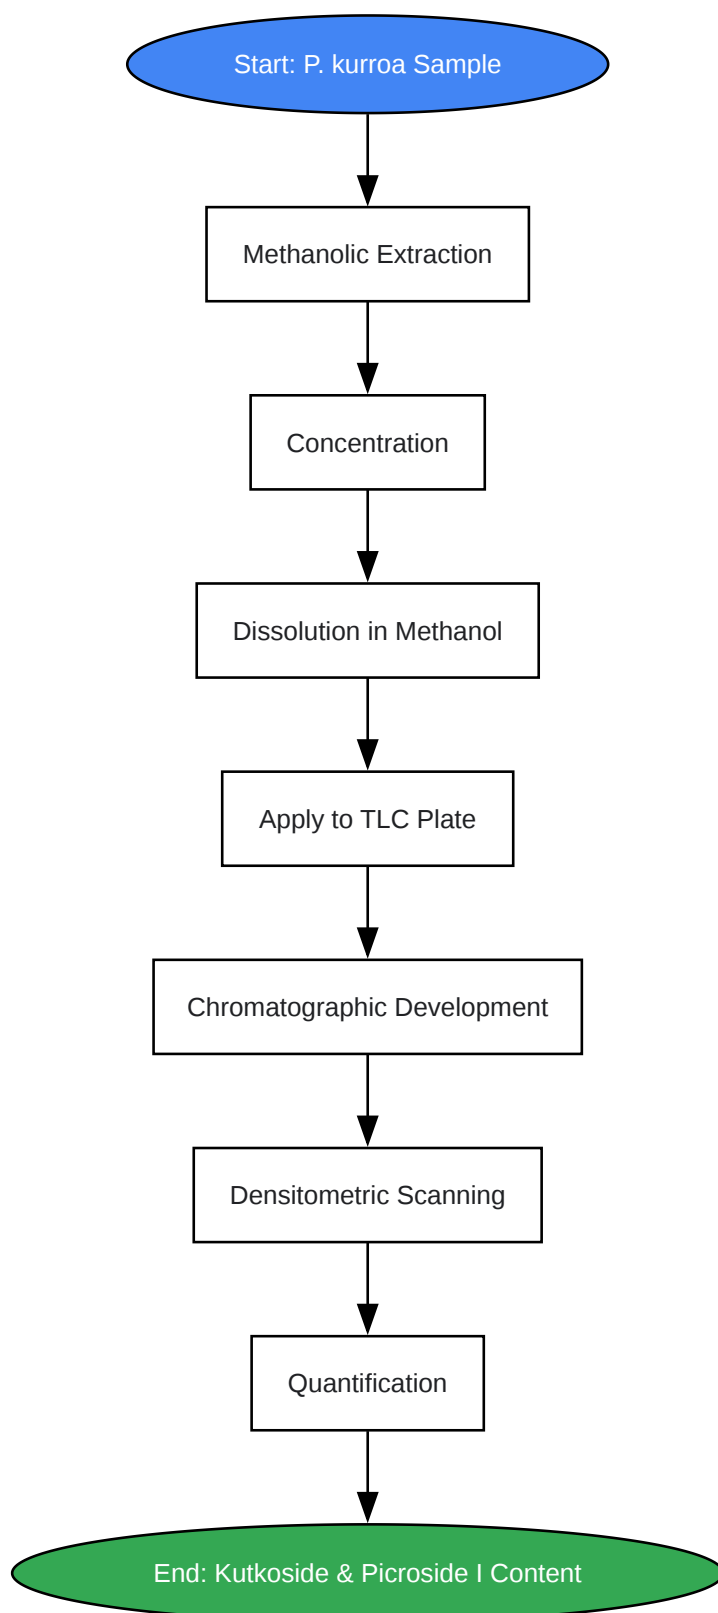 Start: P. kurroa Sample
Methanolic Extraction
Concentration
Dissolution in Methanol
Apply to TLC Plate
Chromatographic Development
Densitometric Scanning
Quantification
End: Kutkoside & Picroside I Content